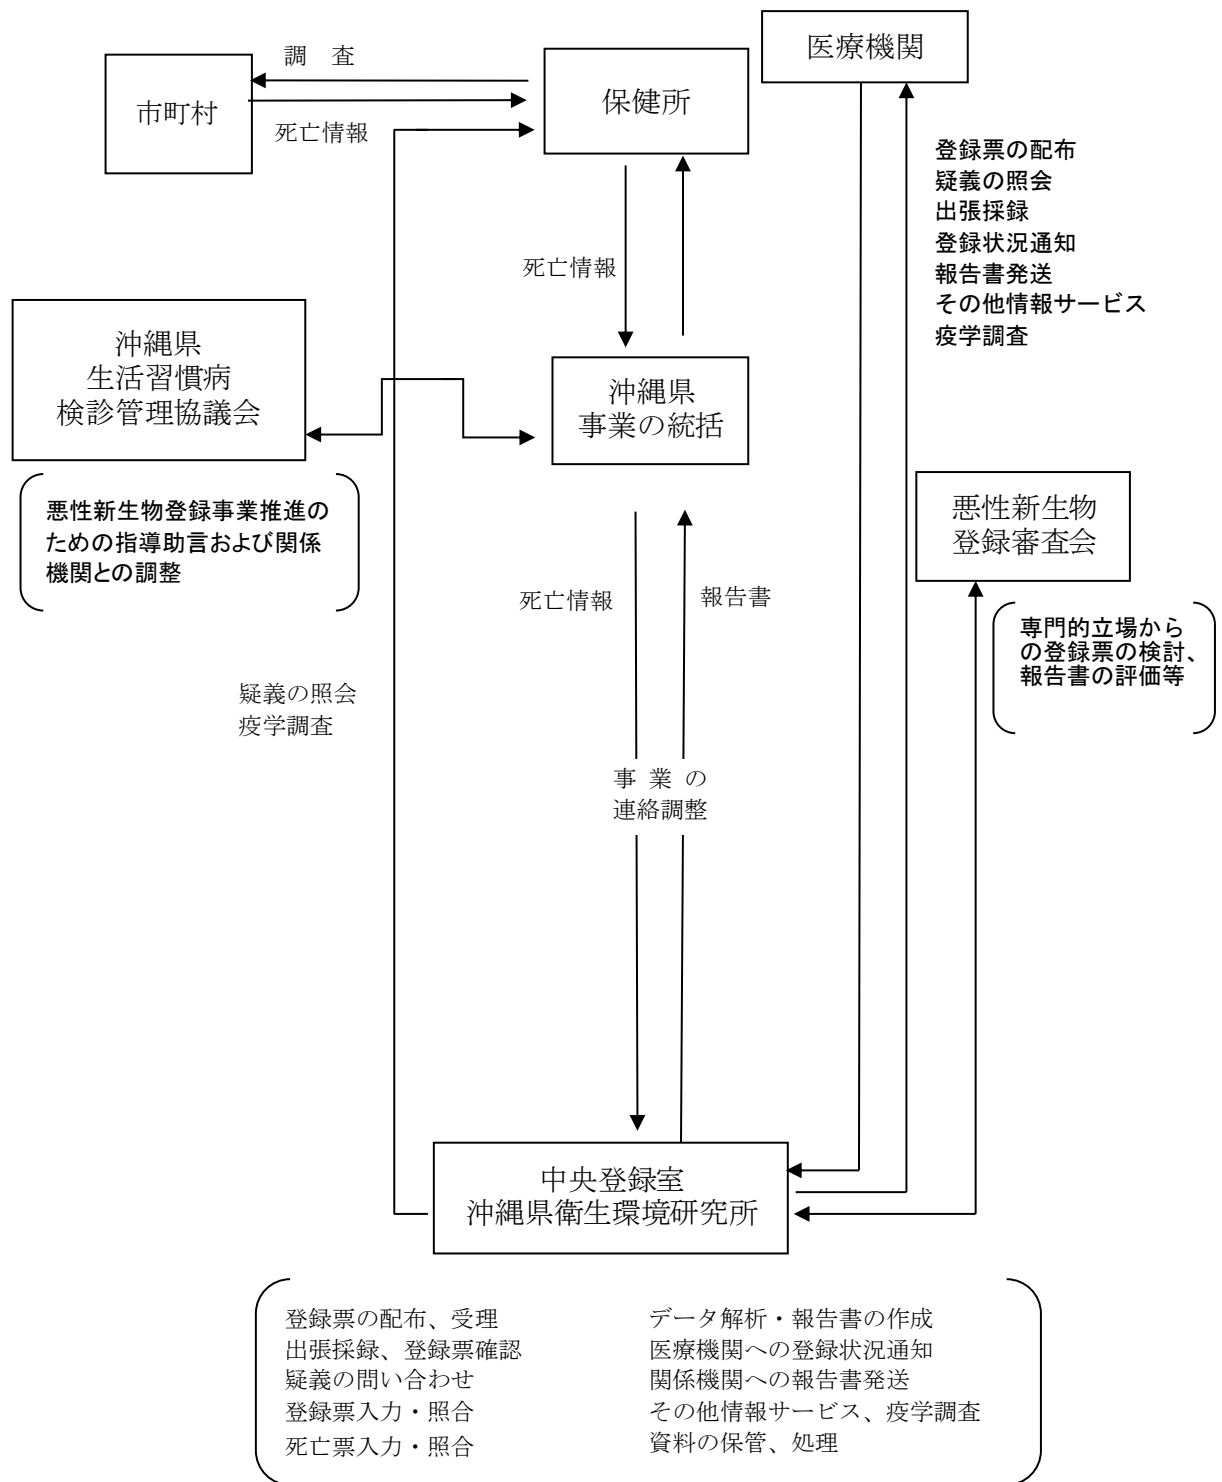 医療機関
調　査
市町村
保健所
死亡情報
登録票の配布
疑義の照会
出張採録
登録状況通知
報告書発送
その他情報サービス
疫学調査
死亡情報
沖縄県
生活習慣病
検診管理協議会
沖縄県
事業の統括
悪性新生物登録事業推進の
ための指導助言および関係
機関との調整
悪性新生物
登録審査会
死亡情報
報告書
専門的立場から
の登録票の検討、
報告書の評価等
疑義の照会
疫学調査
事 業 の
連絡調整
中央登録室
沖縄県衛生環境研究所
登録票の配布、受理
出張採録、登録票確認
疑義の問い合わせ
登録票入力・照合
死亡票入力・照合
データ解析・報告書の作成
医療機関への登録状況通知
関係機関への報告書発送
その他情報サービス、疫学調査
資料の保管、処理